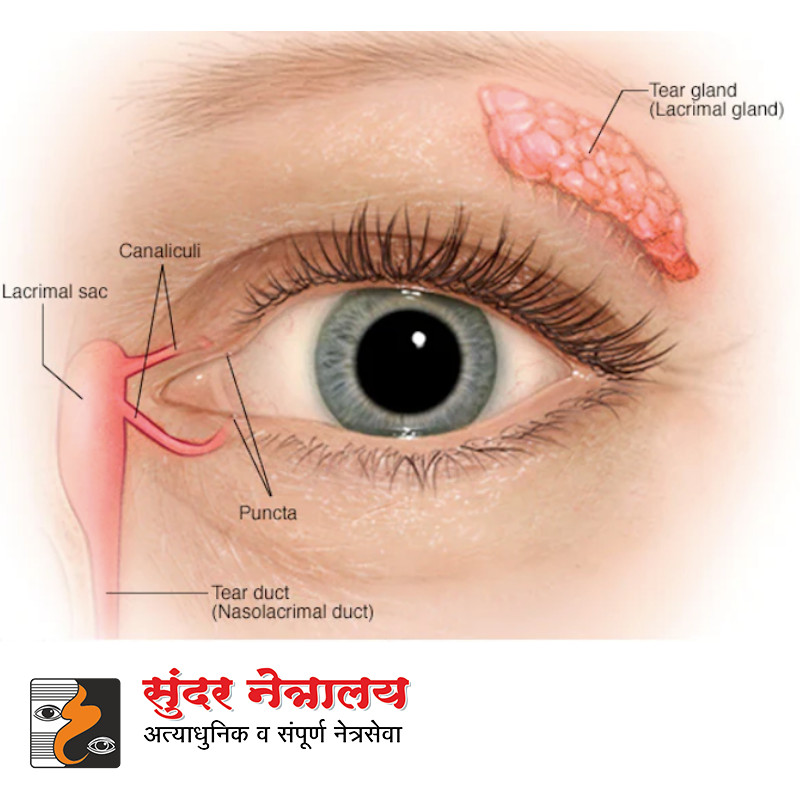 Tear gland
(Lacrimal gland)
Canaliculi
Lacrimal sac
Puncta
Tear duct
(Nasolacrimal duct)
सुंदर नेत्रालय
अत्याधुनिक व संपूर्ण नेत्रसेवा